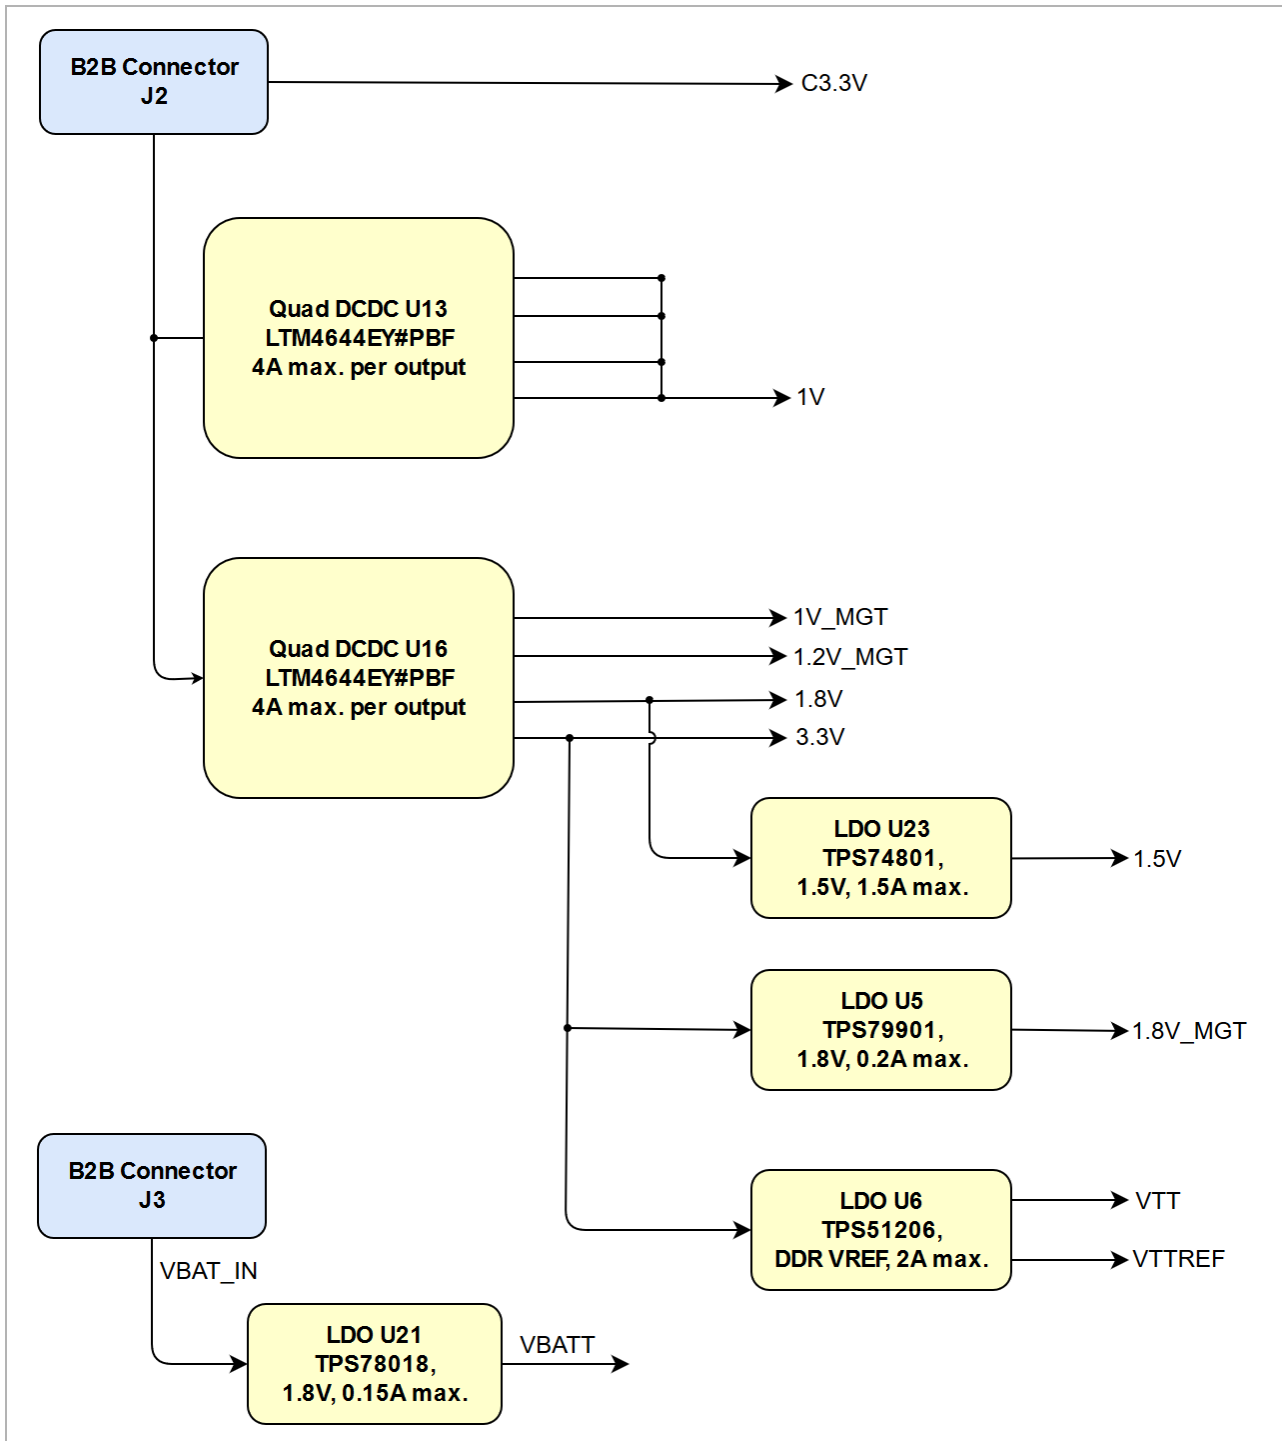 B2B Connector
J2
C3.3V
Quad DCDC U13
LTM4644EY#PBF
4A max. per output
1V
Quad DCDC U16
LTM4644EY#PBF
4A max. per output
1V_MGT
1.2V_MGT
1.8V
3.3V
LDO U23
TPS74801,
1.5V, 1.5A max.
1.5V
LDO U5
TPS79901,
1.8V, 0.2A max.
1.8V_MGT
B2B Connector
J3
VBAT_IN
LDO U6
TPS51206,
DDR VREF, 2A max.
VTT
VTTREF
LDO U21
TPS78018,
1.8V, 0.15A max.
VBATT